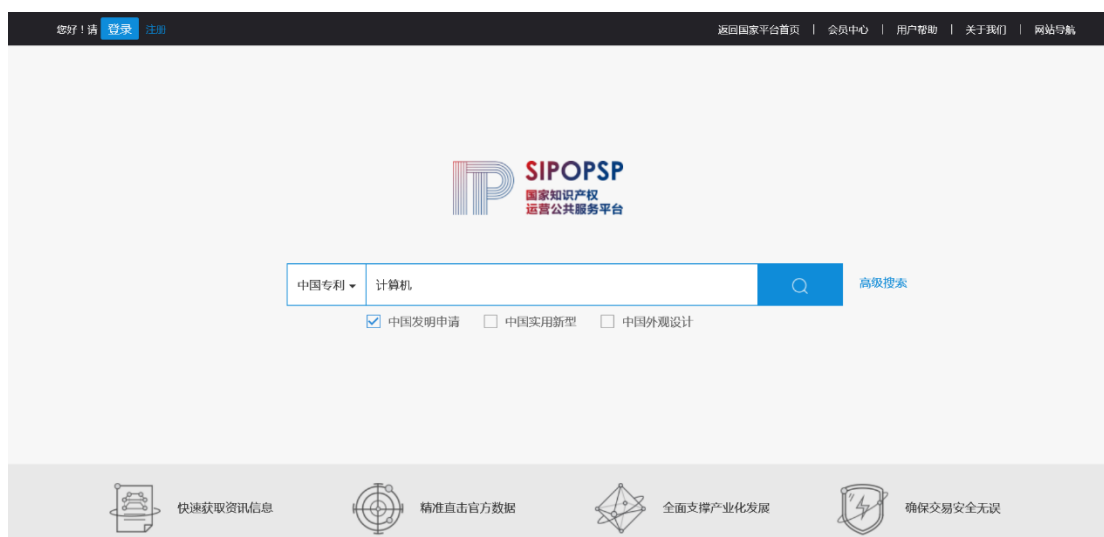 您好！请 登录 注册
返回国家平台首页 | 会员中心 | 用户帮助 | 关于我们 | 网站导航
SIPOPSP
国家知识产权
运营公共服务平台
中国专利 计算机 高级搜索
中国发明申请 中国实用新型 中国外观设计
快速获取资讯信息 精准直击官方数据 全面支撑产业化发展 确保交易安全无误